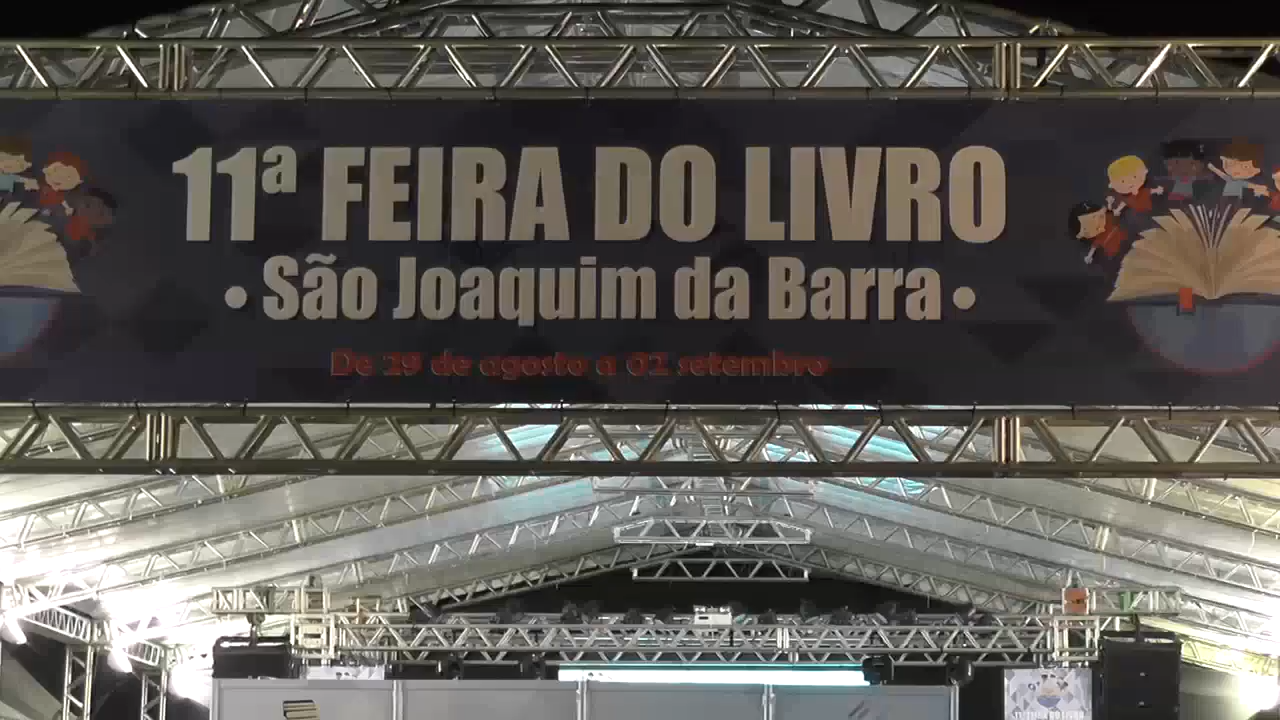 11ª FEIRA DO LIVRO
• São Joaquim da Barra •
De 29 de agosto a 02 setembro